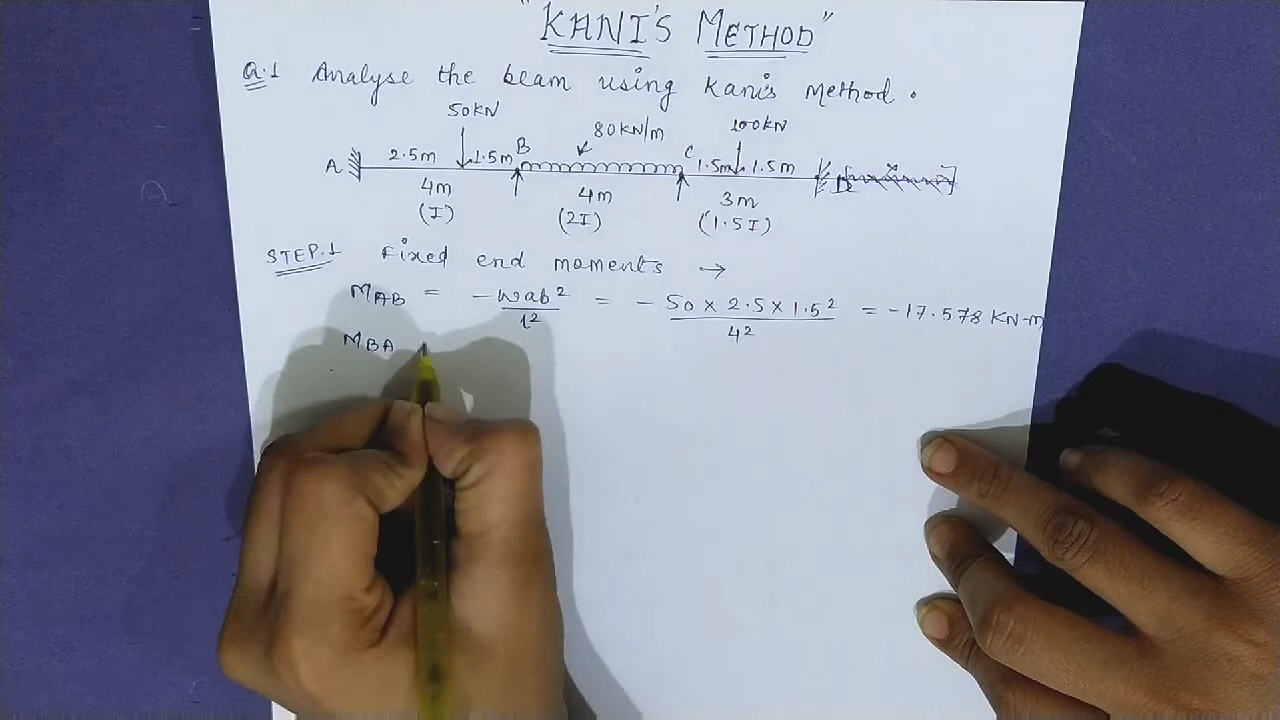 "KANI'S METHOD"
Q.1 Analyse the beam using Kani's Method.
50KN
80KN/m
100KN
A 2.5m 1.5m B C 1.5m 1.5m D
4m 4m 3m
(I) (2I) (1.5I)
STEP.1 Fixed end moments →
MAB = -wab²/l² = - 50 × 2.5 × 1.5²/4² = -17.578 KN-m
MBA